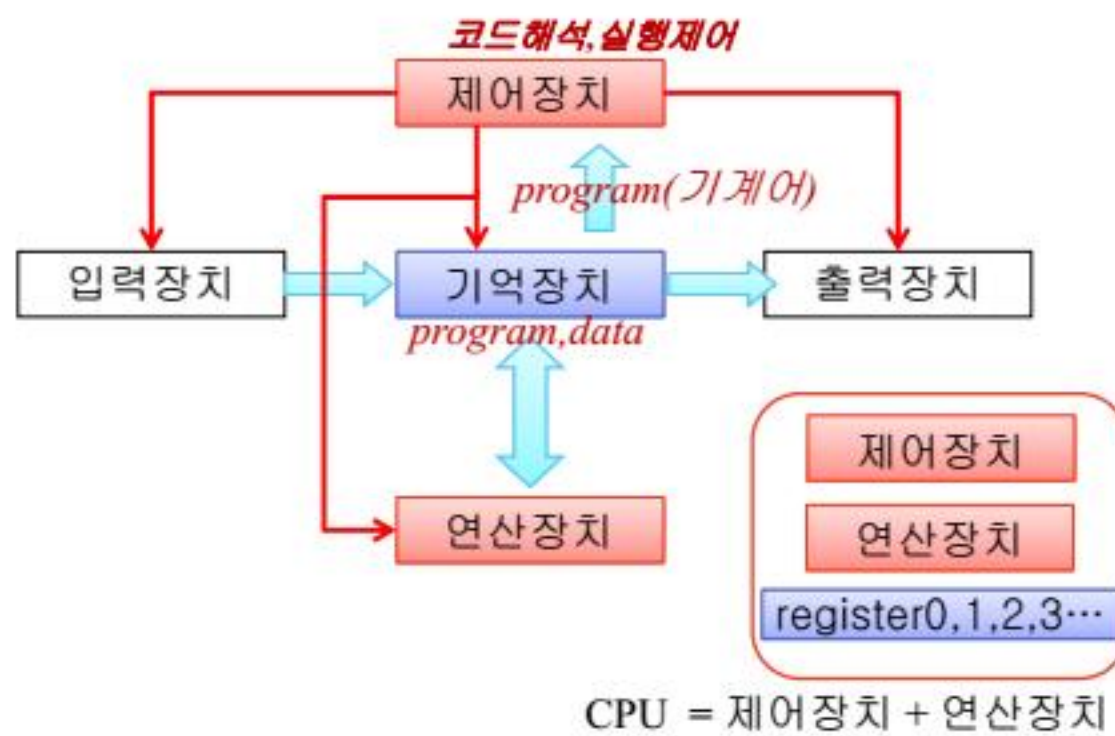 코드해석,실행제어
제어장치
program(기계어)
입력장치
기억장치
출력장치
program,data
제어장치
연산장치
연산장치
register0,1,2,3⋯
CPU = 제어장치 + 연산장치